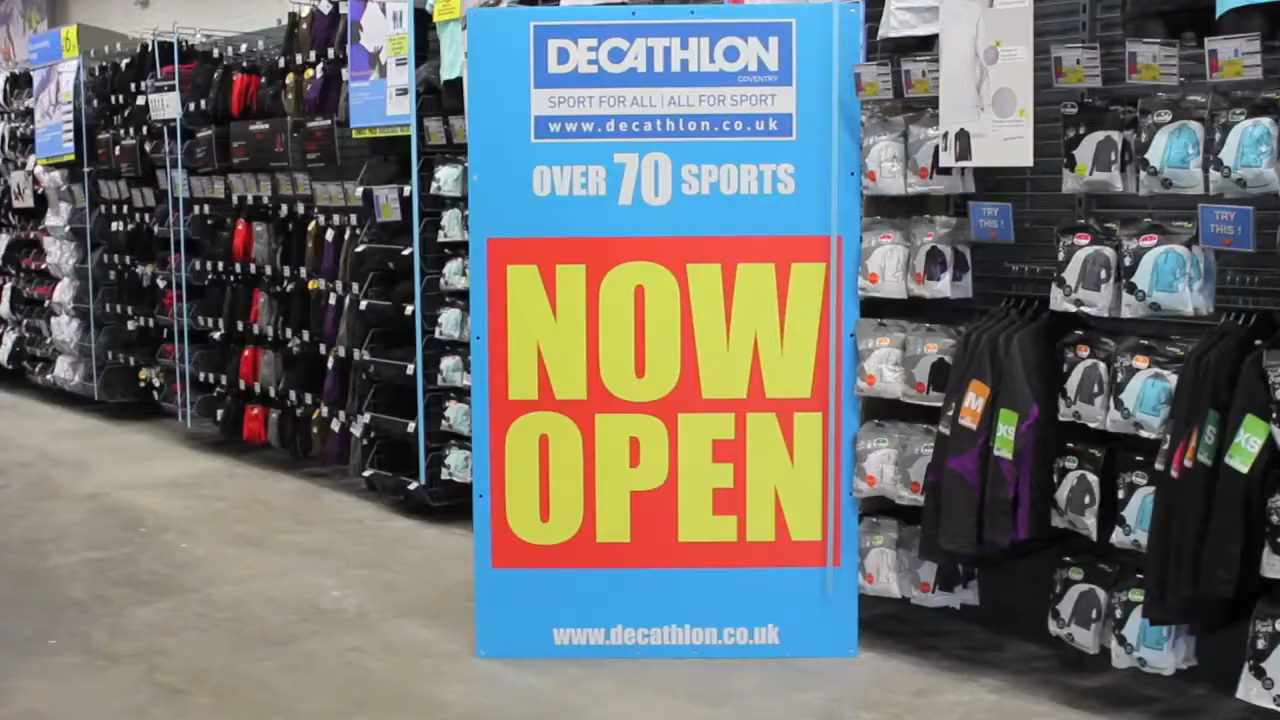 DECATHLON
COVENTRY
SPORT FOR ALL | ALL FOR SPORT
www.decathlon.co.uk
OVER 70 SPORTS
NOW
OPEN
www.decathlon.co.uk
TRY
THIS !
TRY
THIS !
M
XS
S
XS